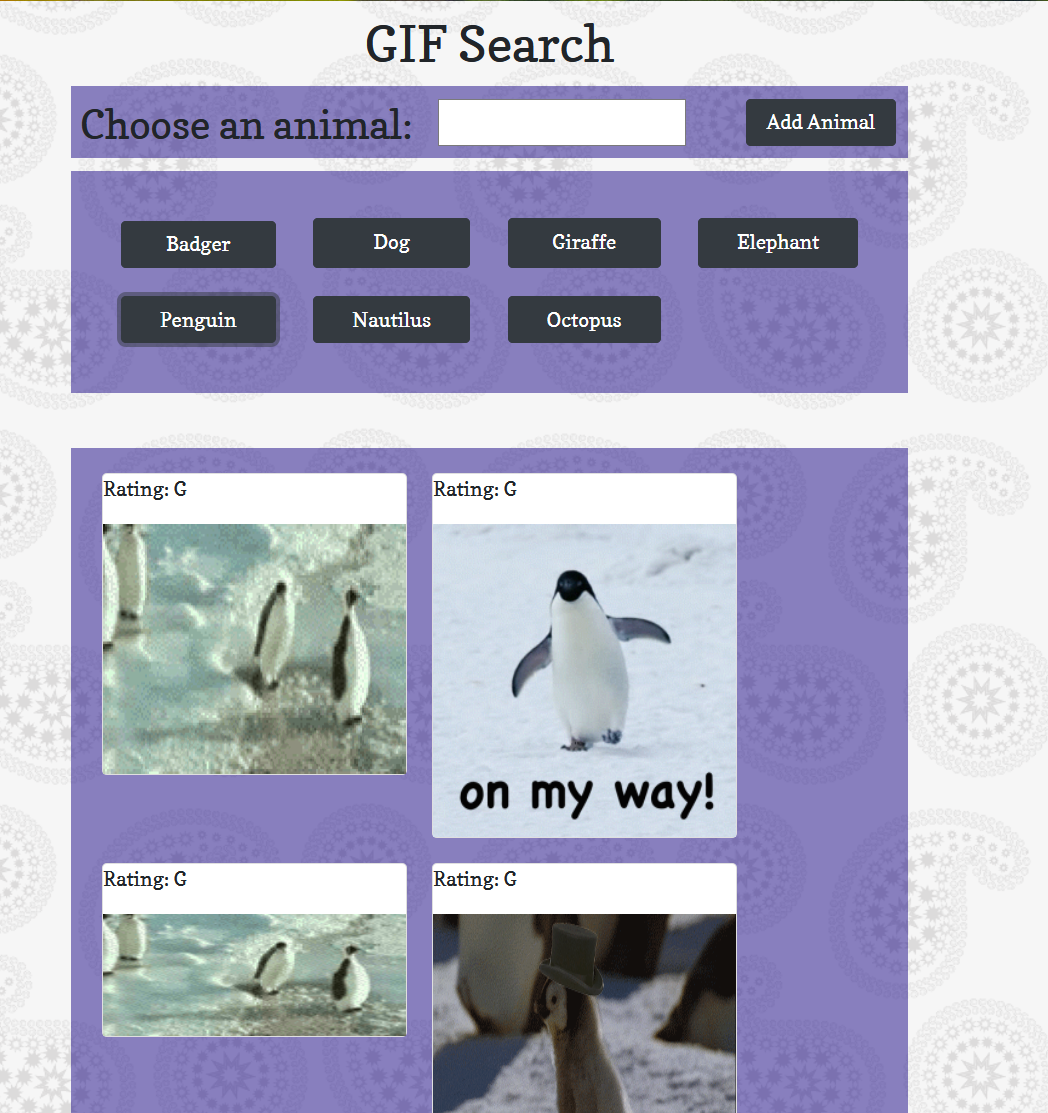 GIF Search
Choose an animal:
Add Animal
Badger
Dog
Giraffe
Elephant
Penguin
Nautilus
Octopus
Rating: G
Rating: G
on my way!
Rating: G
Rating: G